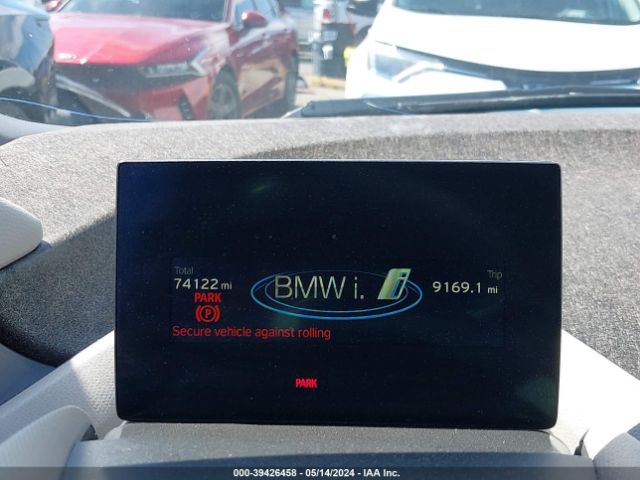 Total
74122 mi
BMW i.
i
Trip
9169.1 mi
PARK
(P)
Secure vehicle against rolling
PARK
000-39426458 - 05/14/2024 - IAA Inc.